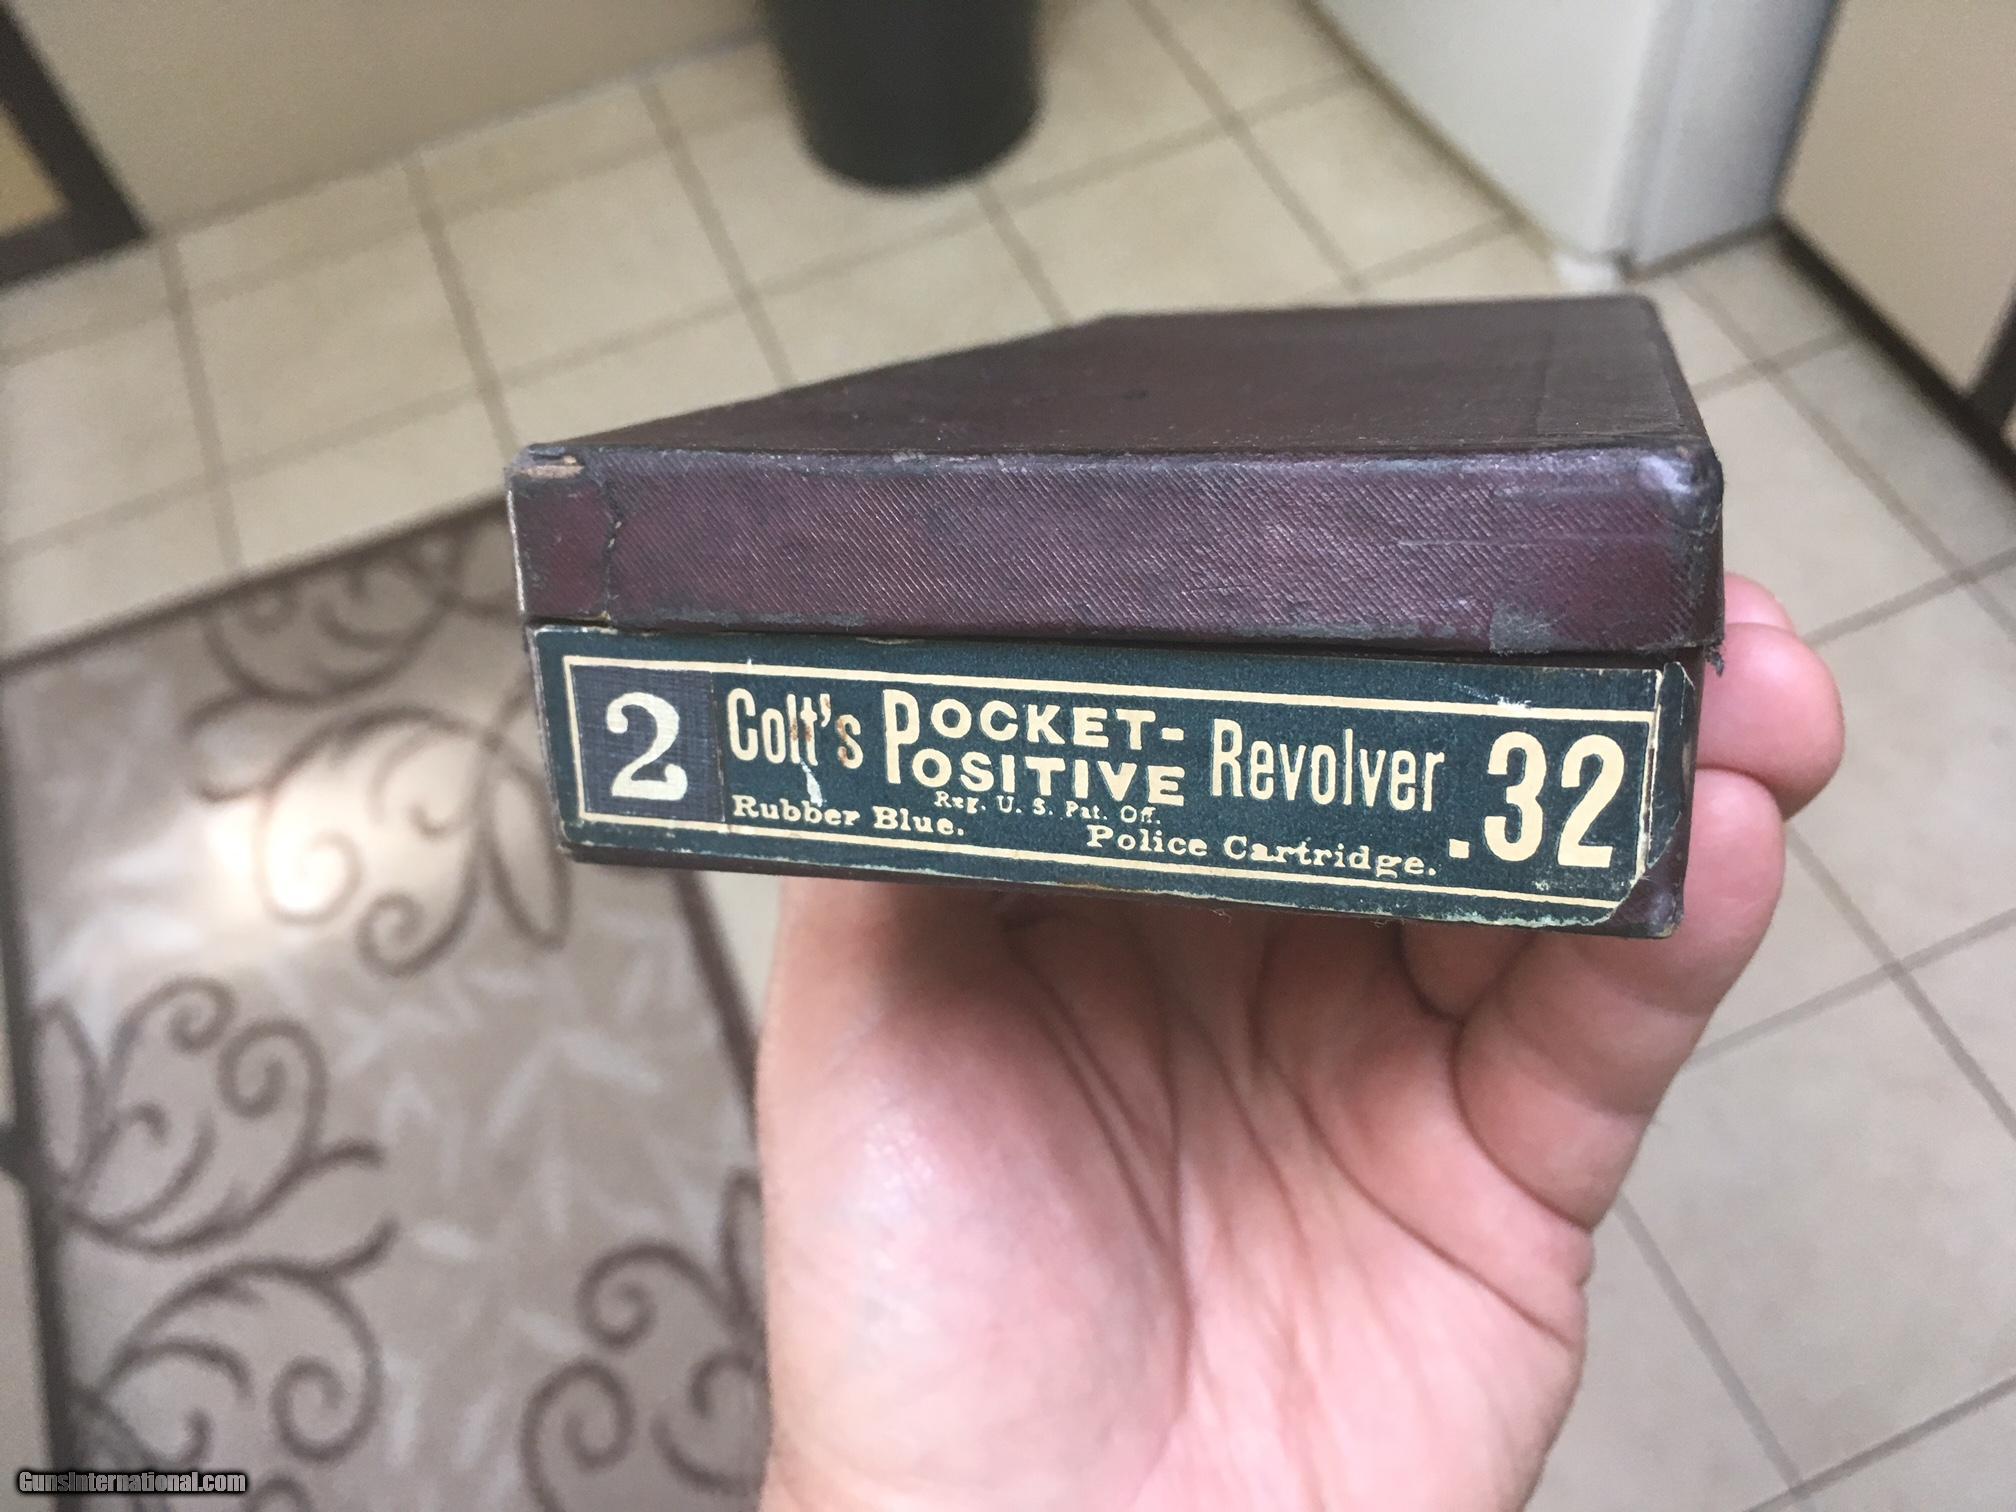 2 Colt's POCKET-POSITIVE Revolver .32
Reg. U. S. Pat. Off.
Rubber Blue. Police Cartridge.
GunsInternational.com